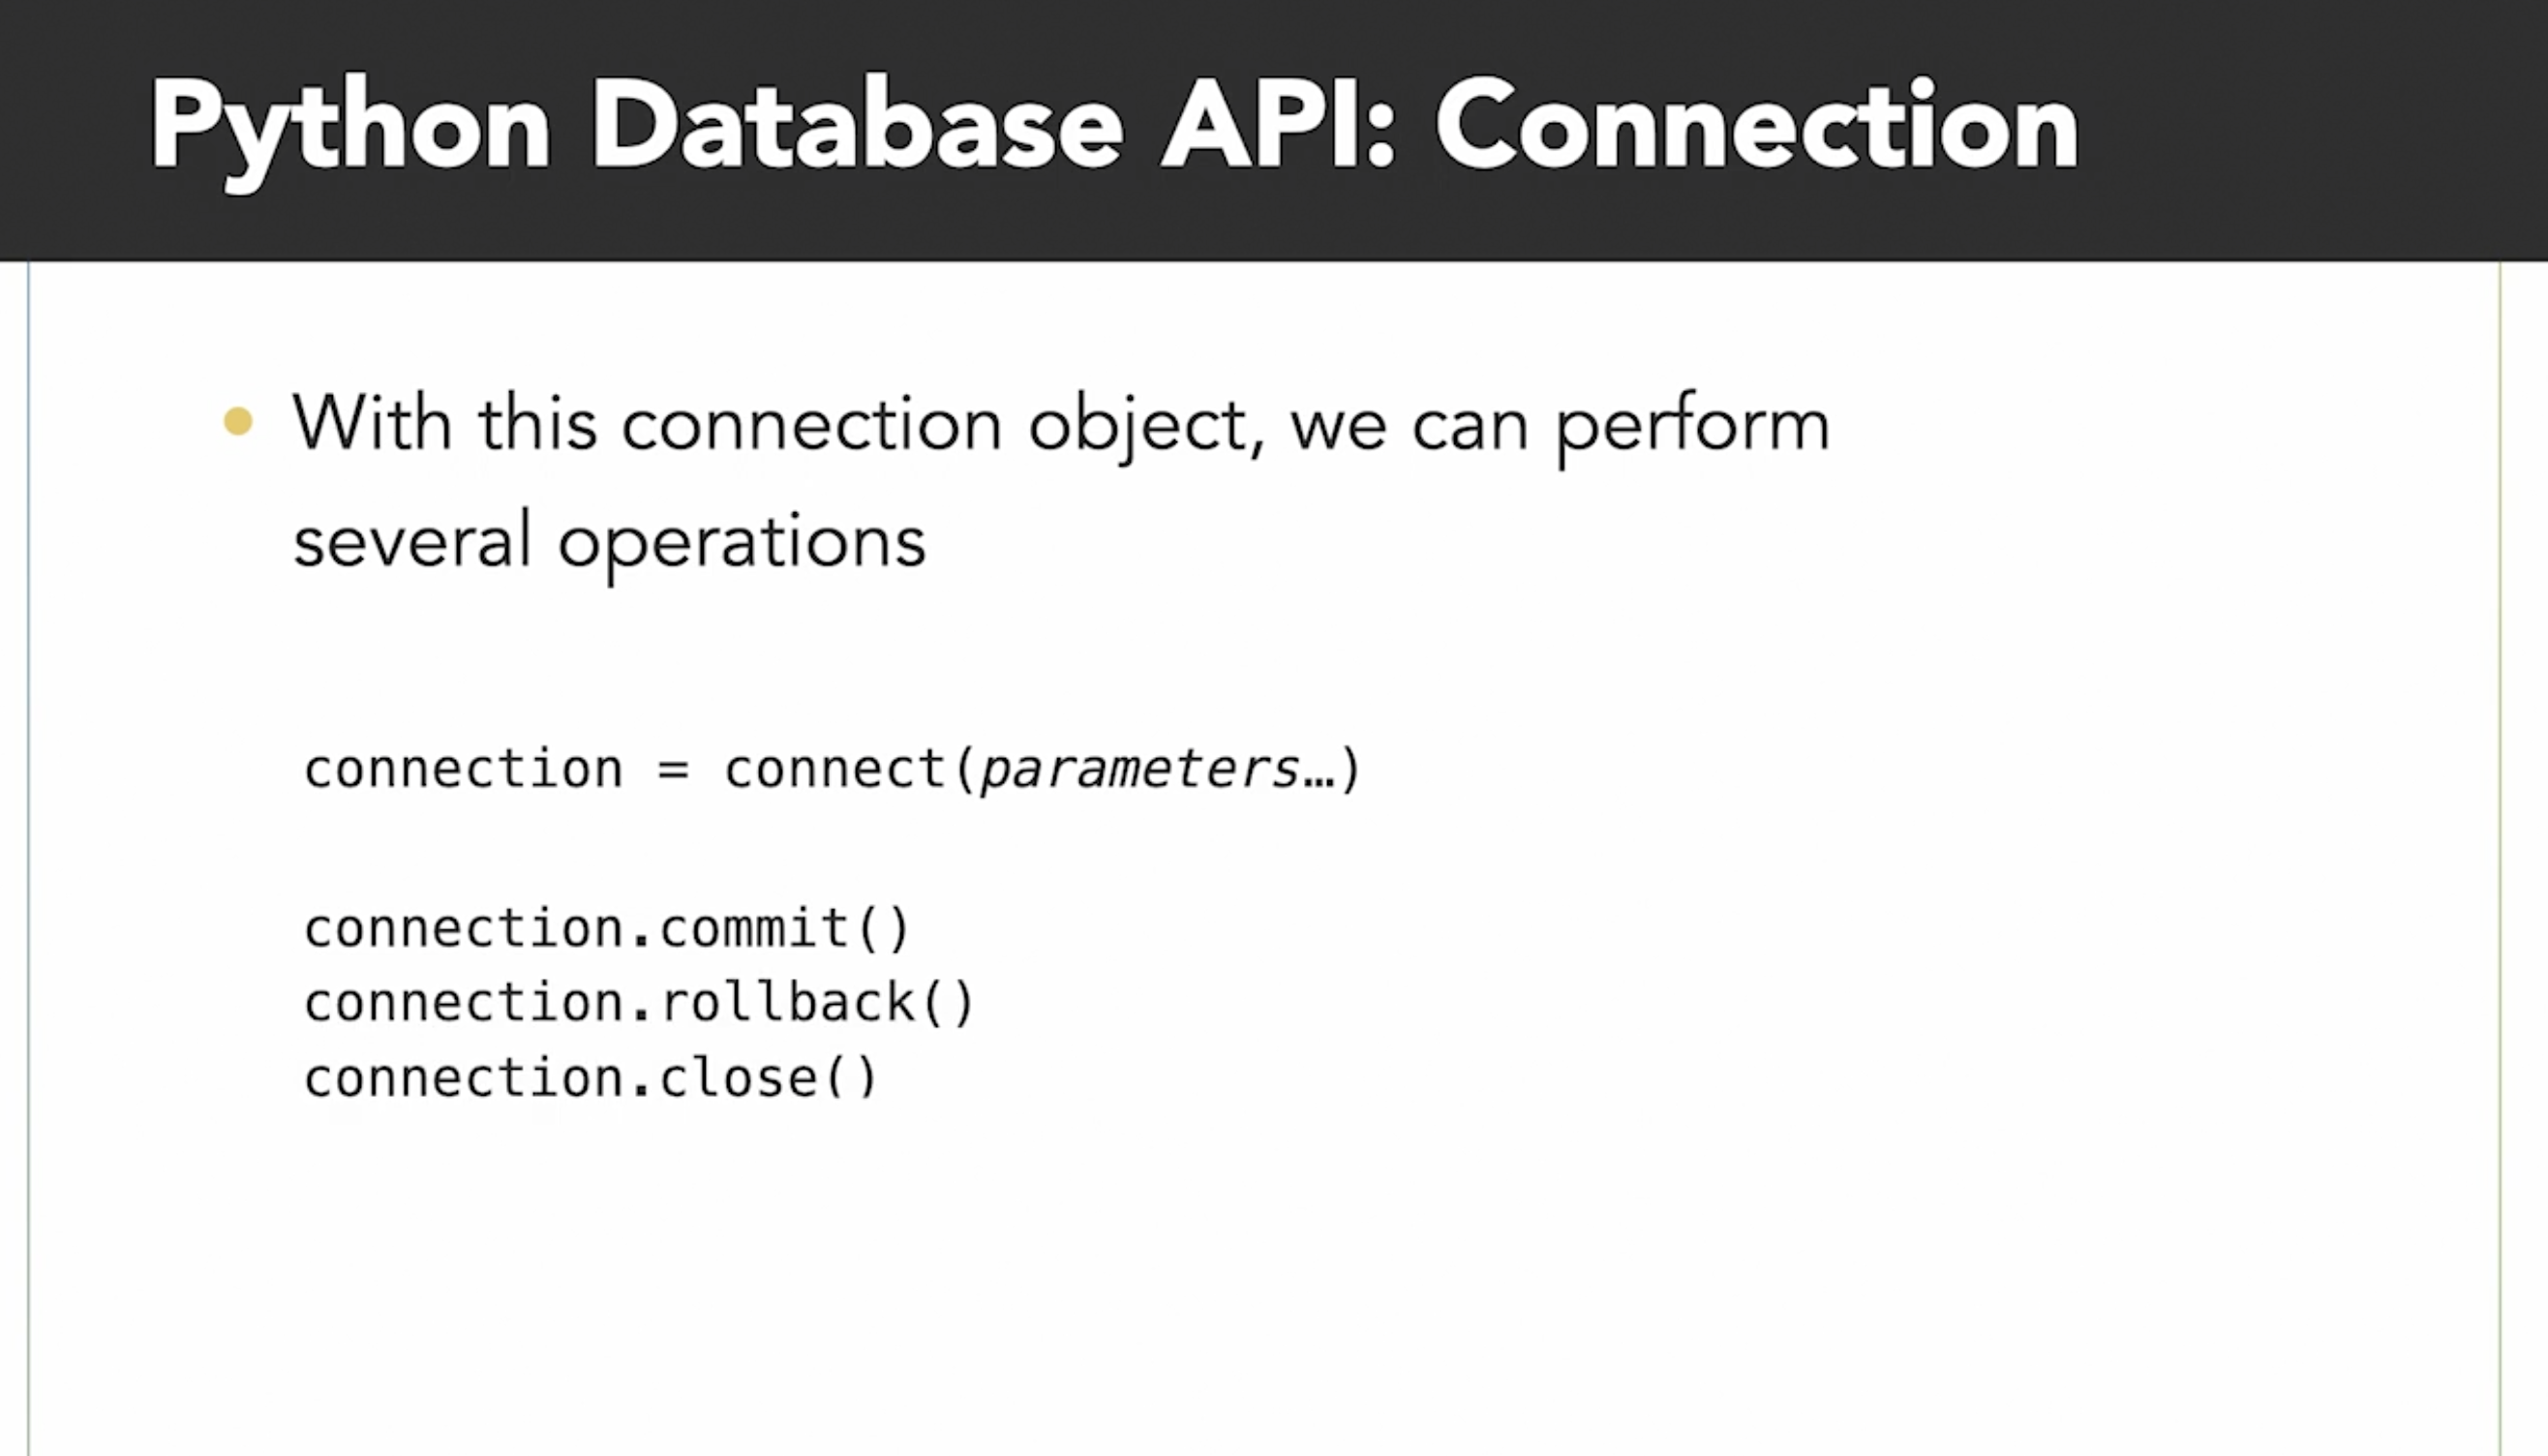 Python Database API: Connection
• With this connection object, we can perform
several operations
connection = connect(parameters…)
connection.commit()
connection.rollback()
connection.close()